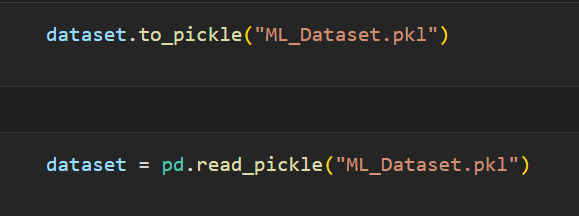 dataset.to_pickle("ML_Dataset.pkl")
dataset = pd.read_pickle("ML_Dataset.pkl")